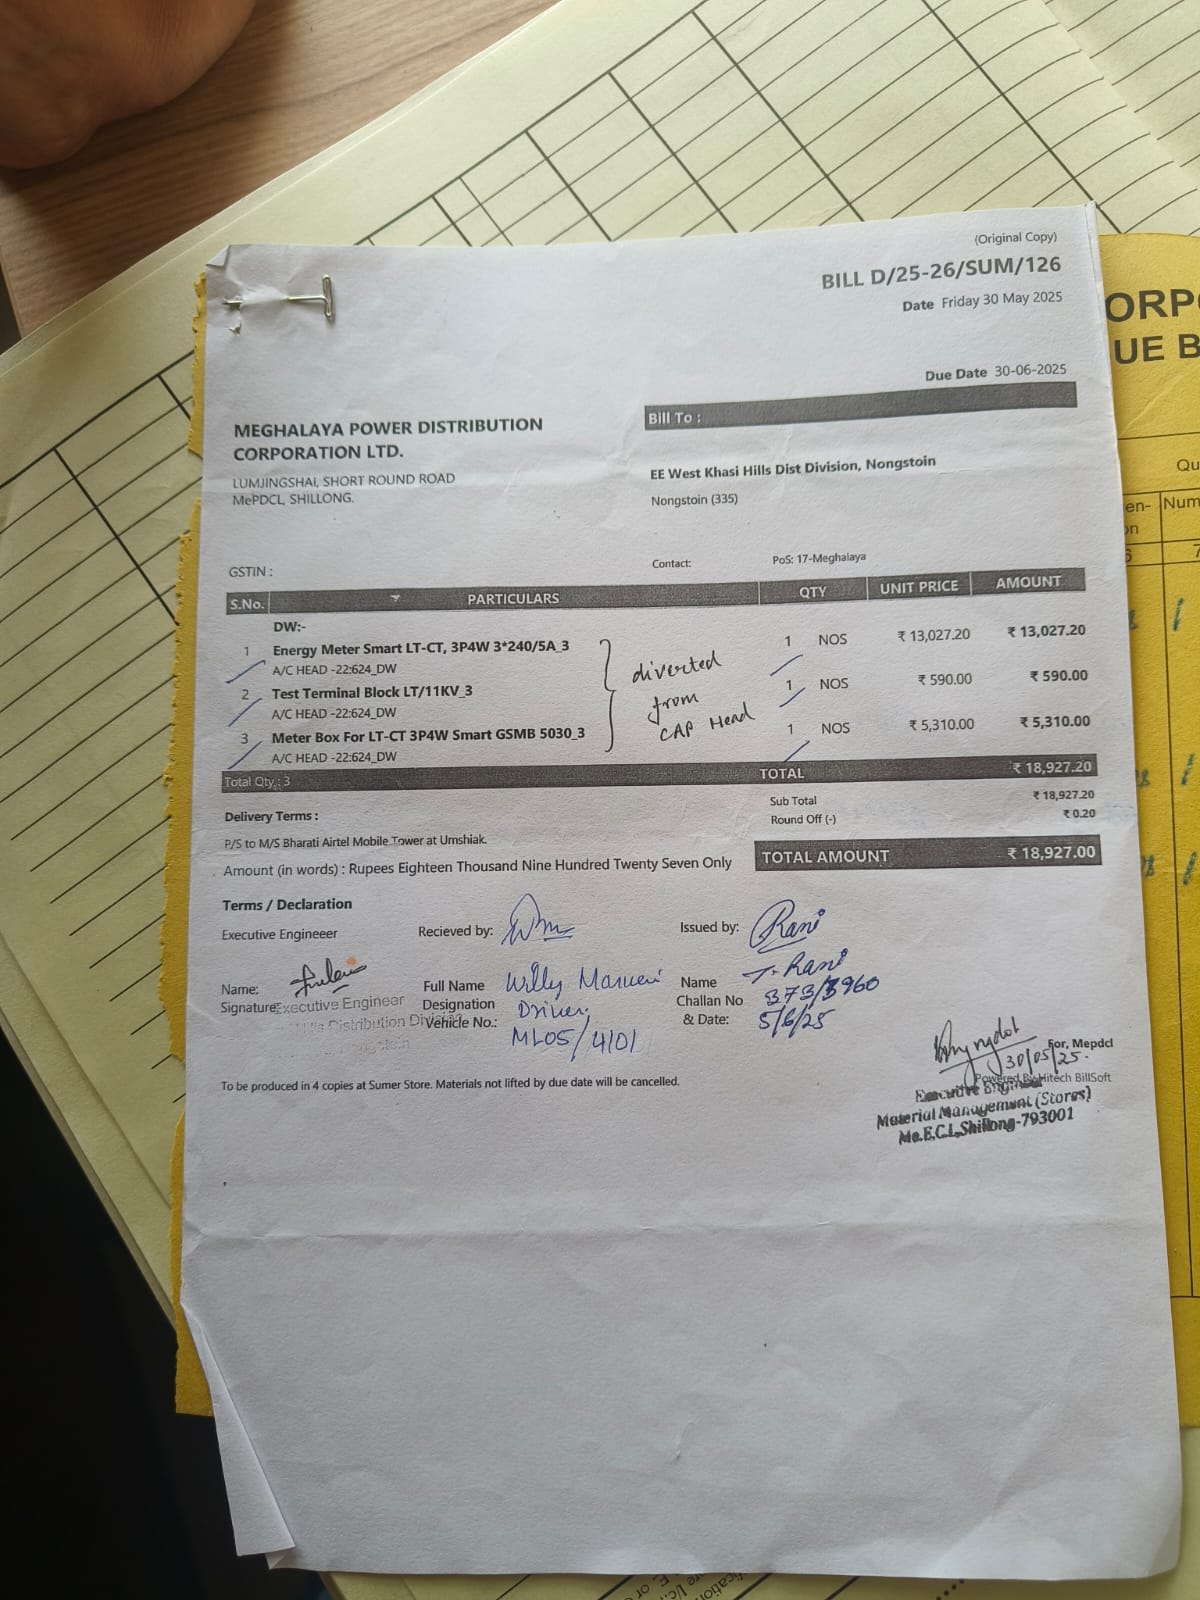 (Original Copy)
BILL D/25-26/SUM/126
Date Friday 30 May 2025
Due Date 30-06-2025
MEGHALAYA POWER DISTRIBUTION
CORPORATION LTD.
LUMJINGSHAI, SHORT ROUND ROAD
MePDCL, SHILLONG.
Bill To :
EE West Khasi Hills Dist Division, Nongstoin
Nongstoin (335)
GSTIN :
Contact: PoS: 17-Meghalaya
S.No. PARTICULARS QTY UNIT PRICE AMOUNT
DW:-
1 Energy Meter Smart LT-CT, 3P4W 3*240/5A_3 1 NOS ₹ 13,027.20 ₹ 13,027.20
A/C HEAD -22:624_DW
2 Test Terminal Block LT/11KV_3 1 NOS ₹ 590.00 ₹ 590.00
A/C HEAD -22:624_DW
3 Meter Box For LT-CT 3P4W Smart GSMB 5030_3 1 NOS ₹ 5,310.00 ₹ 5,310.00
A/C HEAD -22:624_DW
diverted
from
CAP Head
Total Qty : 3 TOTAL ₹ 18,927.20
Sub Total ₹ 18,927.20
Round Off (-) ₹ 0.20
TOTAL AMOUNT ₹ 18,927.00
Delivery Terms :
P/S to M/S Bharati Airtel Mobile Tower at Umshiak.
Amount (in words) : Rupees Eighteen Thousand Nine Hundred Twenty Seven Only
Terms / Declaration
Executive Engineeer Recieved by: Issued by: Rani
Name: Full Name Willy Name T. Rani
Signature: Executive Engineer Designation Driver Challan No 373/3960
Distribution Division Vehicle No.: ML05/4101 & Date: 5/6/25
For, Mepdcl
30/05/25.
Powered By Hitech BillSoft
Executive Engineer
Material Management (Stores)
Me.E.C.L,Shillong-793001
To be produced in 4 copies at Sumer Store. Materials not lifted by due date will be cancelled.
ORP
UE B
Qu
en- Num
on
7